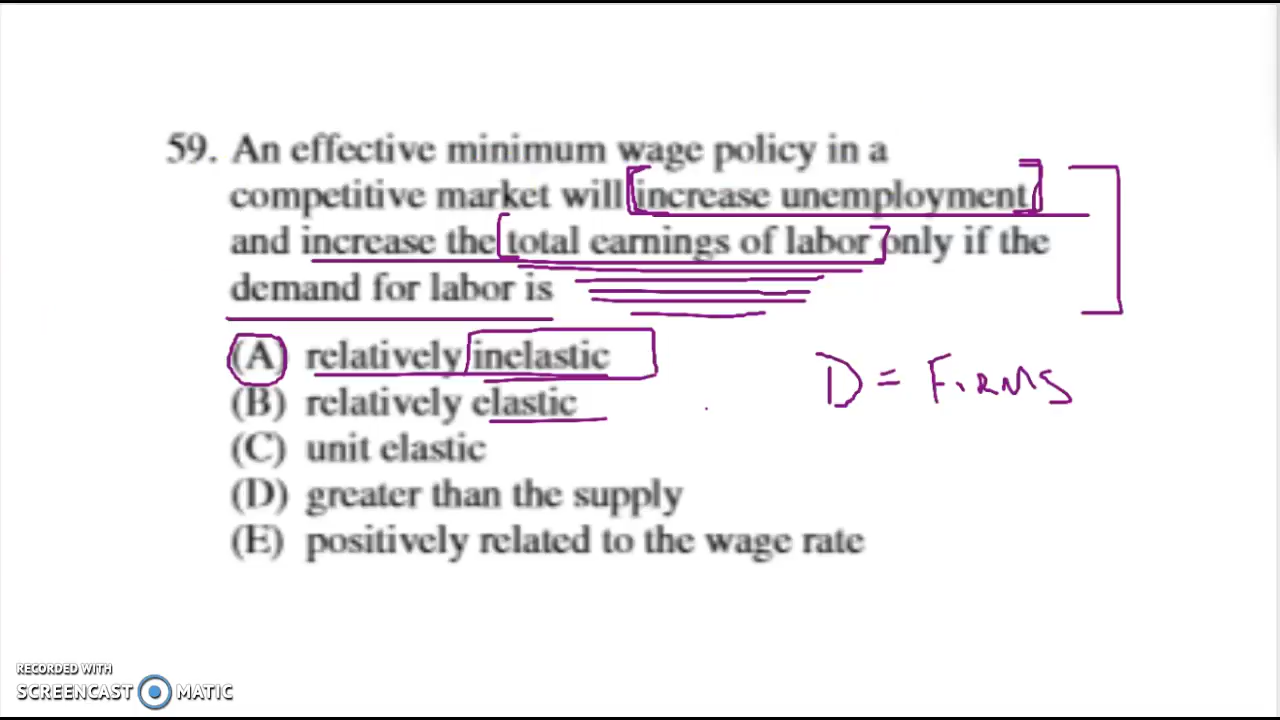 59. An effective minimum wage policy in a
competitive market will increase unemployment
and increase the total earnings of labor only if the
demand for labor is
(A) relatively inelastic
(B) relatively elastic
D = FIRMS
(C) unit elastic
(D) greater than the supply
(E) positively related to the wage rate
RECORDED WITH
SCREENCAST MATIC